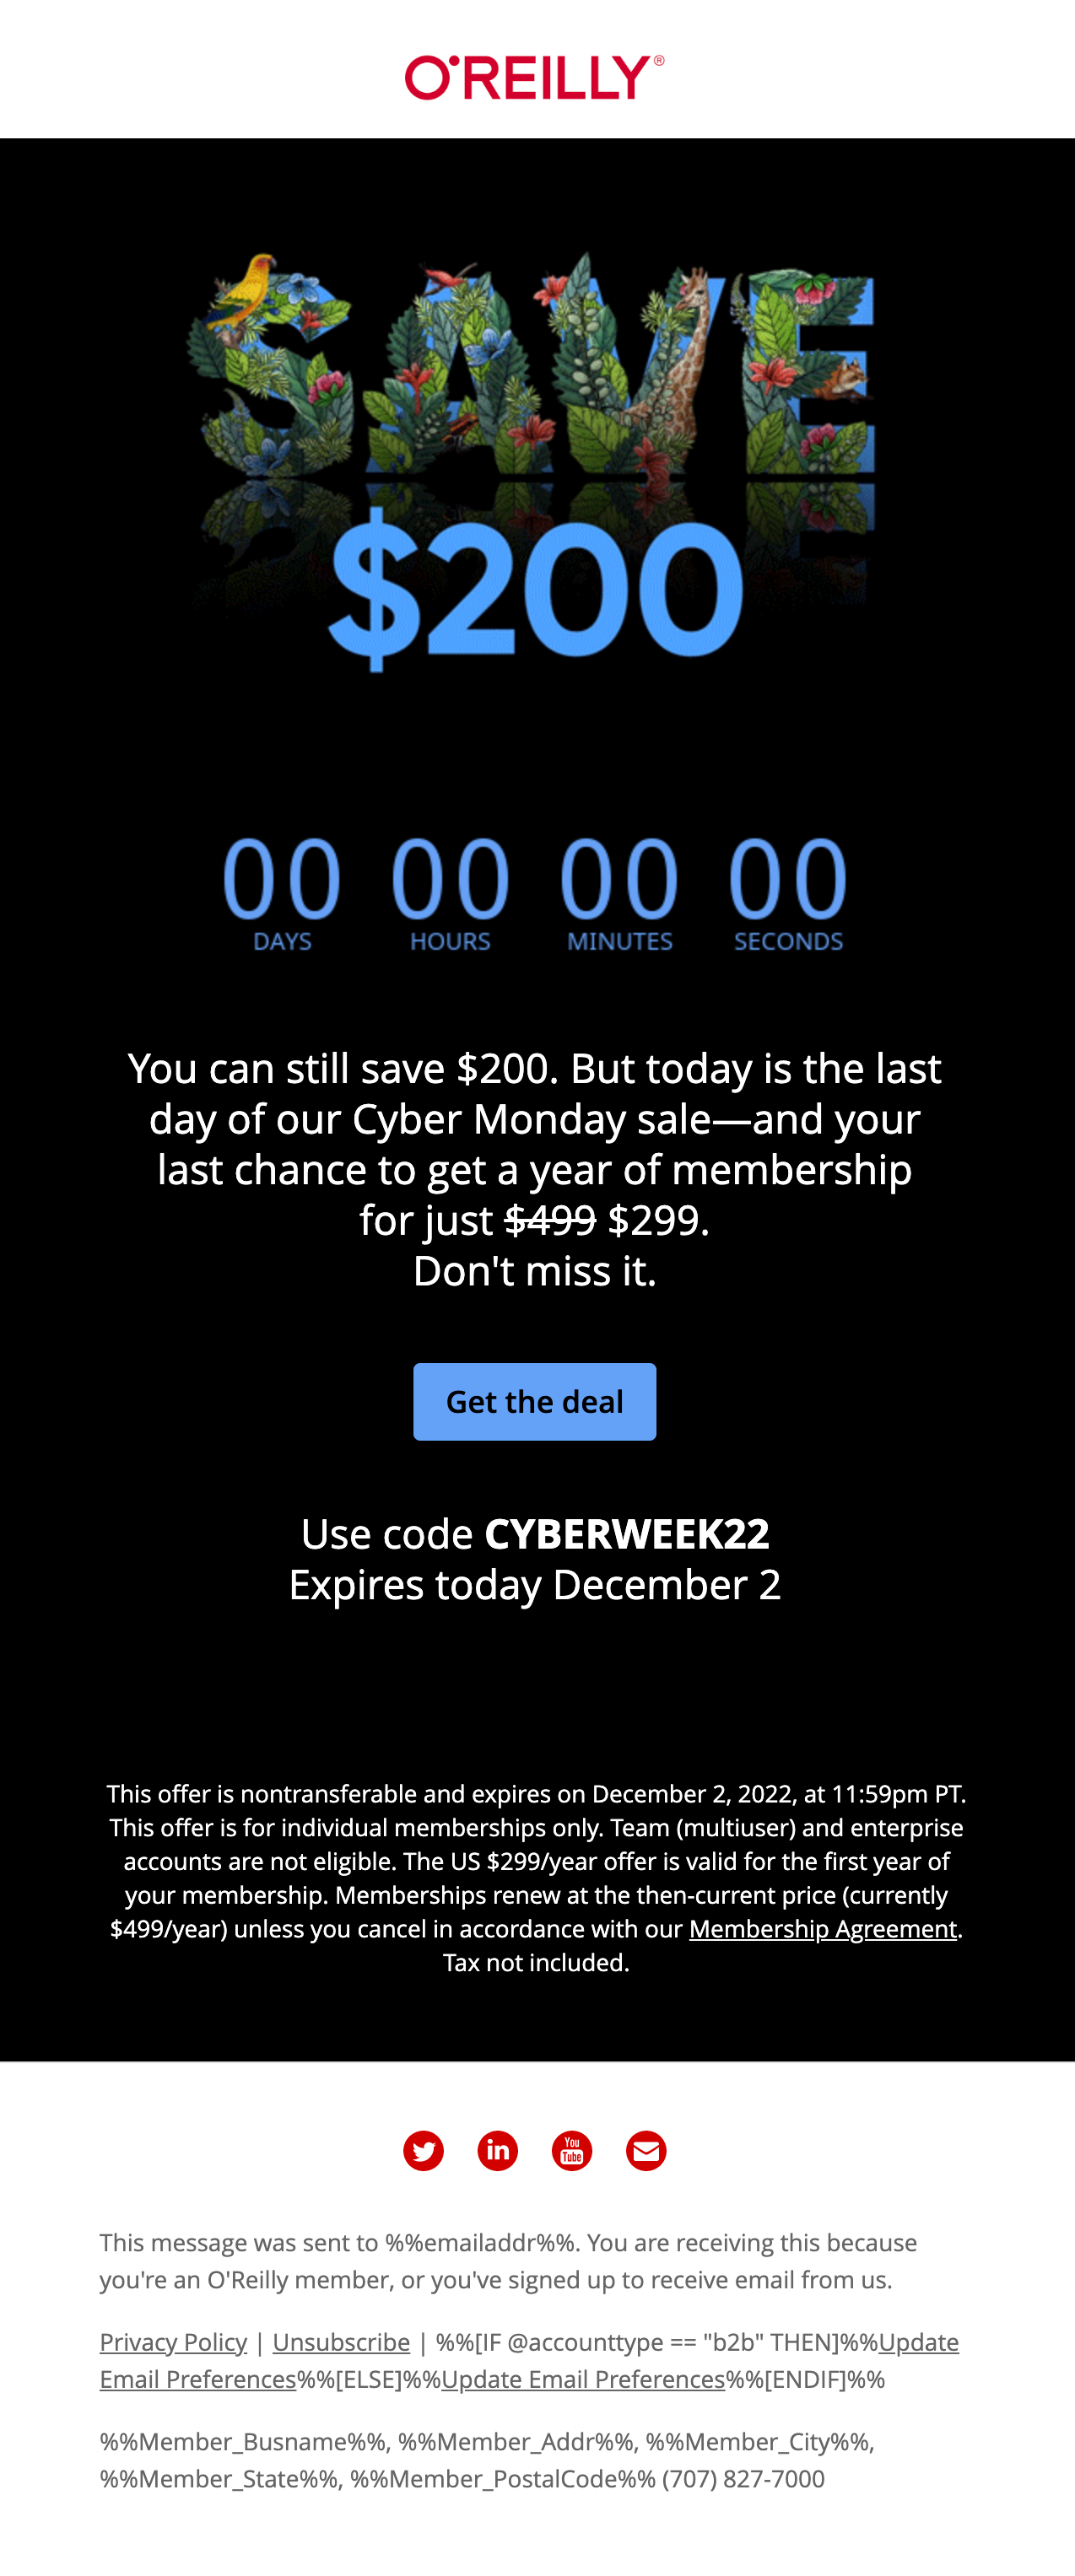 O'REILLY®
SAVE
$200
00 00 00 00
DAYS HOURS MINUTES SECONDS
You can still save $200. But today is the last
day of our Cyber Monday sale—and your
last chance to get a year of membership
for just $499 $299.
Don't miss it.
Get the deal
Use code CYBERWEEK22
Expires today December 2
This offer is nontransferable and expires on December 2, 2022, at 11:59pm PT.
This offer is for individual memberships only. Team (multiuser) and enterprise
accounts are not eligible. The US $299/year offer is valid for the first year of
your membership. Memberships renew at the then-current price (currently
$499/year) unless you cancel in accordance with our Membership Agreement.
Tax not included.
in You Tube
This message was sent to %%emailaddr%%. You are receiving this because
you're an O'Reilly member, or you've signed up to receive email from us.
Privacy Policy | Unsubscribe | %%[IF @accounttype == "b2b" THEN]%%Update
Email Preferences%%[ELSE]%%Update Email Preferences%%[ENDIF]%%
%%Member_Busname%%, %%Member_Addr%%, %%Member_City%%,
%%Member_State%%, %%Member_PostalCode%% (707) 827-7000